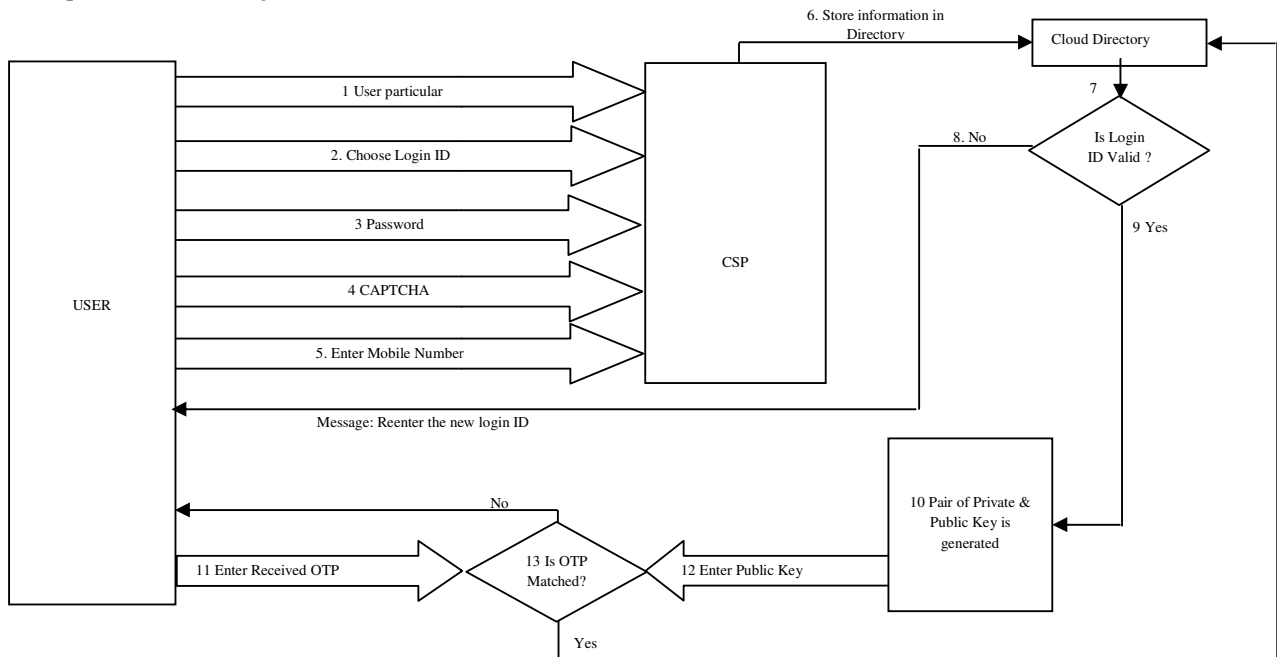 6. Store information in
Directory
Cloud Directory
1 User particular
7
2. Choose Login ID
8. No
Is Login
ID Valid ?
3 Password
9 Yes
CSP
4 CAPTCHA
USER
5. Enter Mobile Number
Message: Reenter the new login ID
10 Pair of Private &
Public Key is
generated
No
11 Enter Received OTP
13 Is OTP
Matched?
12 Enter Public Key
Yes